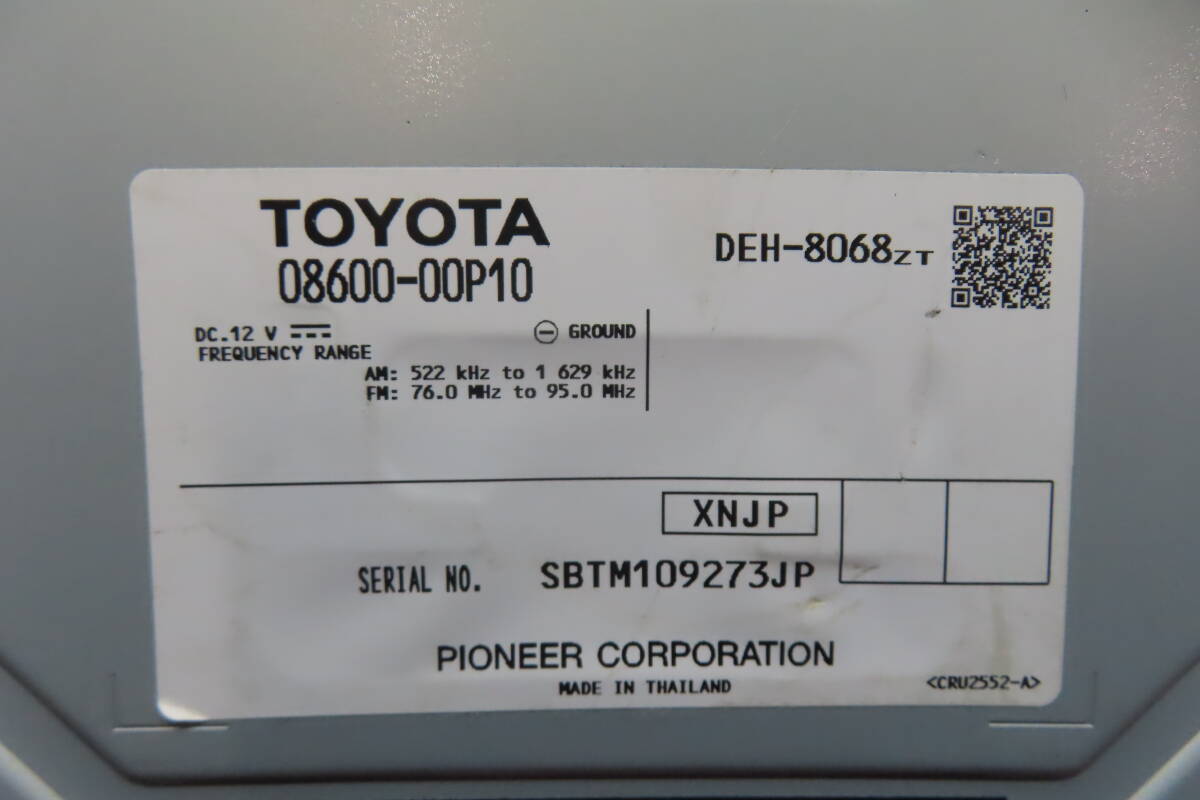 TOYOTA
08600-00P10
DEH-8068ZT
DC.12 V
⊖ GROUND
FREQUENCY RANGE
AM: 522 kHz to 1 629 kHz
FM: 76.0 MHz to 95.0 MHz
XNJP
SERIAL NO. SBTM109273JP
PIONEER CORPORATION
MADE IN THAILAND
<CRU2552-A>